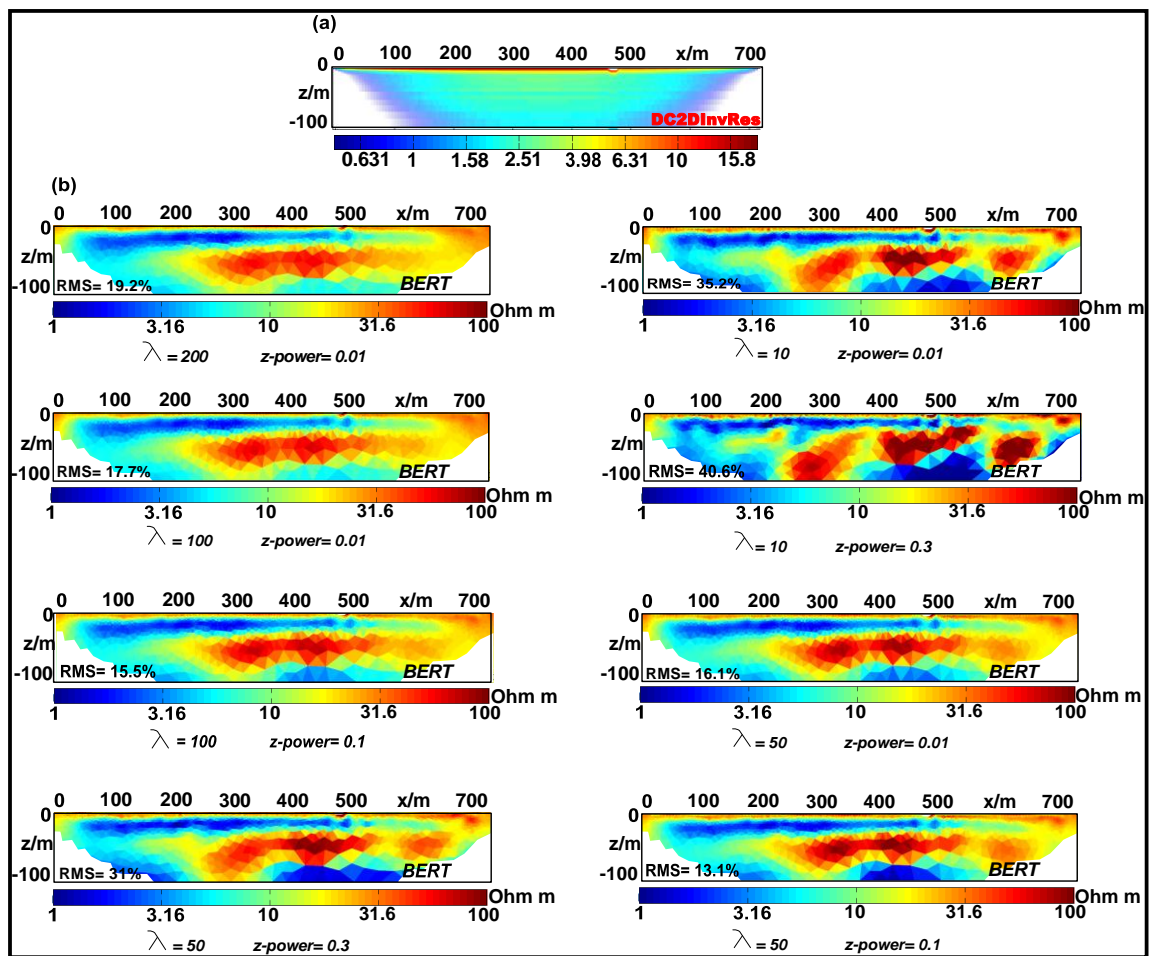 (a)
0 100 200 300 400 500 x/m 700
0
z/m
-100
DC2DInvRes
0.631 1 1.58 2.51 3.98 6.31 10 15.8
(b)
0 100 200 300 400 500 x/m 700
0
z/m
-100
RMS= 19.2%
BERT
Ohm m
1 3.16 10 31.6 100
λ = 200 z-power= 0.01
0 100 200 300 400 500 x/m 700
0
z/m
-100
RMS= 35.2%
BERT
Ohm m
1 3.16 10 31.6 100
λ = 10 z-power= 0.01
0 100 200 300 400 500 x/m 700
0
z/m
-100
RMS= 17.7%
BERT
Ohm m
1 3.16 10 31.6 100
λ = 100 z-power= 0.01
0 100 200 300 400 500 x/m 700
0
z/m
-100
RMS= 40.6%
BERT
Ohm m
1 3.16 10 31.6 100
λ = 10 z-power= 0.3
0 100 200 300 400 500 x/m 700
0
z/m
-100
RMS= 15.5%
BERT
Ohm m
1 3.16 10 31.6 100
λ = 100 z-power= 0.1
0 100 200 300 400 500 x/m 700
0
z/m
-100
RMS= 16.1%
BERT
Ohm m
1 3.16 10 31.6 100
λ = 50 z-power= 0.01
0 100 200 300 400 500 x/m 700
0
z/m
-100
RMS= 31%
BERT
Ohm m
1 3.16 10 31.6 100
λ = 50 z-power= 0.3
0 100 200 300 400 500 x/m 700
0
z/m
-100
RMS= 13.1%
BERT
Ohm m
1 3.16 10 31.6 100
λ = 50 z-power= 0.1